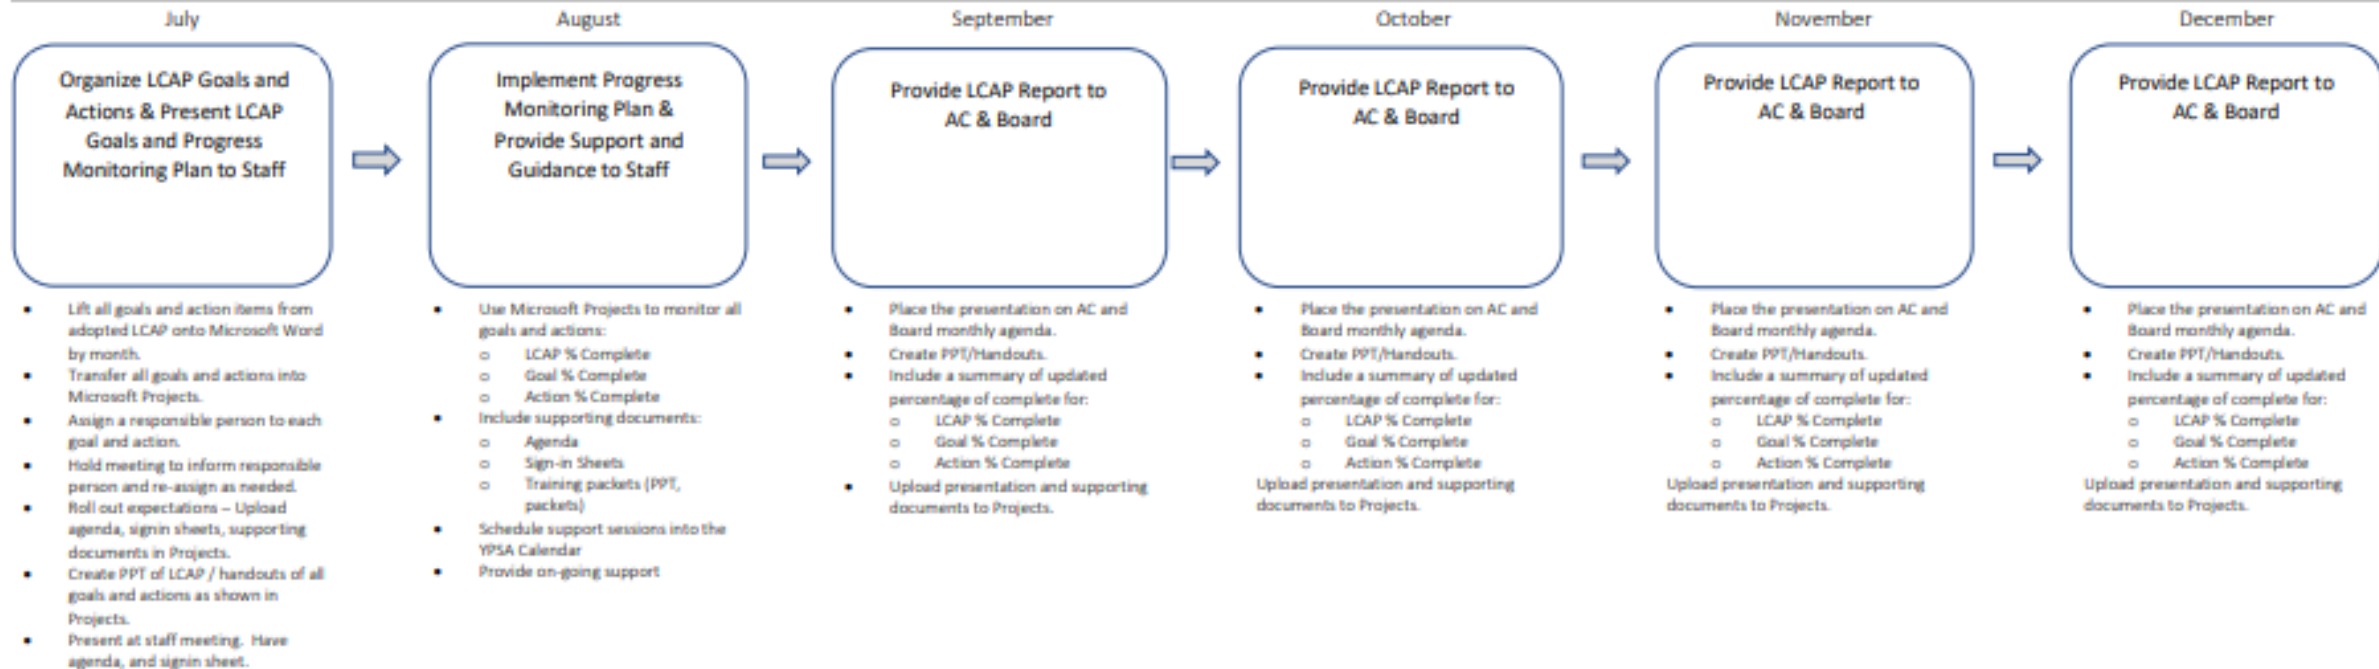 July
Organize LCAP Goals and
Actions & Present LCAP
Goals and Progress
Monitoring Plan to Staff
• Lift all goals and action items from
adopted LCAP onto Microsoft Word
by month.
• Transfer all goals and actions into
Microsoft Projects.
• Assign a responsible person to each
goal and action.
• Hold meeting to inform responsible
person and re-assign as needed.
• Roll out expectations – Upload
agenda, signin sheets, supporting
documents in Projects.
• Create PPT of LCAP / handouts of all
goals and actions as shown in
Projects.
• Present at staff meeting. Have
agenda, and signin sheet.
August
Implement Progress
Monitoring Plan &
Provide Support and
Guidance to Staff
• Use Microsoft Projects to monitor all
goals and actions:
o LCAP % Complete
o Goal % Complete
o Action % Complete
• Include supporting documents:
o Agenda
o Sign-in Sheets
o Training packets (PPT,
packets)
• Schedule support sessions into the
YPSA Calendar
• Provide on-going support
September
Provide LCAP Report to
AC & Board
• Place the presentation on AC and
Board monthly agenda.
• Create PPT/Handouts.
• Include a summary of updated
percentage of complete for:
o LCAP % Complete
o Goal % Complete
o Action % Complete
• Upload presentation and supporting
documents to Projects.
October
Provide LCAP Report to
AC & Board
• Place the presentation on AC and
Board monthly agenda.
• Create PPT/Handouts.
• Include a summary of updated
percentage of complete for:
o LCAP % Complete
o Goal % Complete
o Action % Complete
Upload presentation and supporting
documents to Projects.
November
Provide LCAP Report to
AC & Board
• Place the presentation on AC and
Board monthly agenda.
• Create PPT/Handouts.
• Include a summary of updated
percentage of complete for:
o LCAP % Complete
o Goal % Complete
o Action % Complete
Upload presentation and supporting
documents to Projects.
December
Provide LCAP Report to
AC & Board
• Place the presentation on AC and
Board monthly agenda.
• Create PPT/Handouts.
• Include a summary of updated
percentage of complete for:
o LCAP % Complete
o Goal % Complete
o Action % Complete
Upload presentation and supporting
documents to Projects.